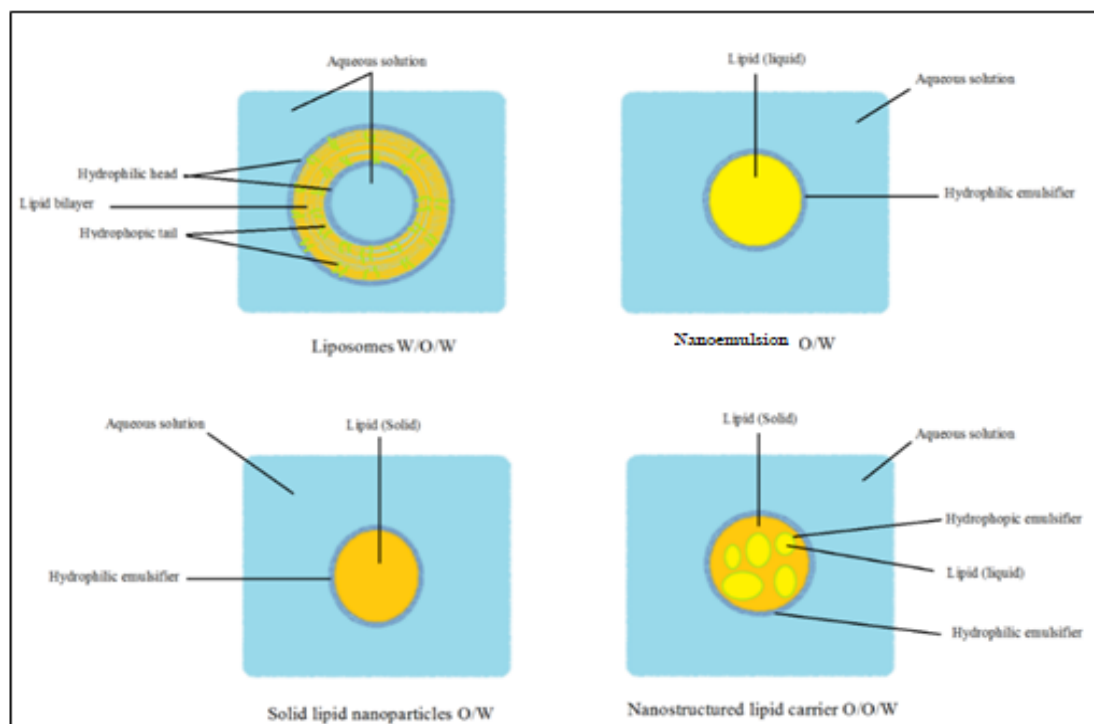 Aqueous solution
Hydrophilic head
Lipid bilayer
Hydrophopic tail
Liposomes W/O/W
Lipid (liquid)
Aqueous solution
Hydrophilic emulsifier
Nanoemulsion O/W
Aqueous solution
Lipid (Solid)
Hydrophilic emulsifier
Solid lipid nanoparticles O/W
Lipid (Solid)
Aqueous solution
Hydrophopic emulsifier
Lipid (liquid)
Hydrophilic emulsifier
Nanostructured lipid carrier O/O/W